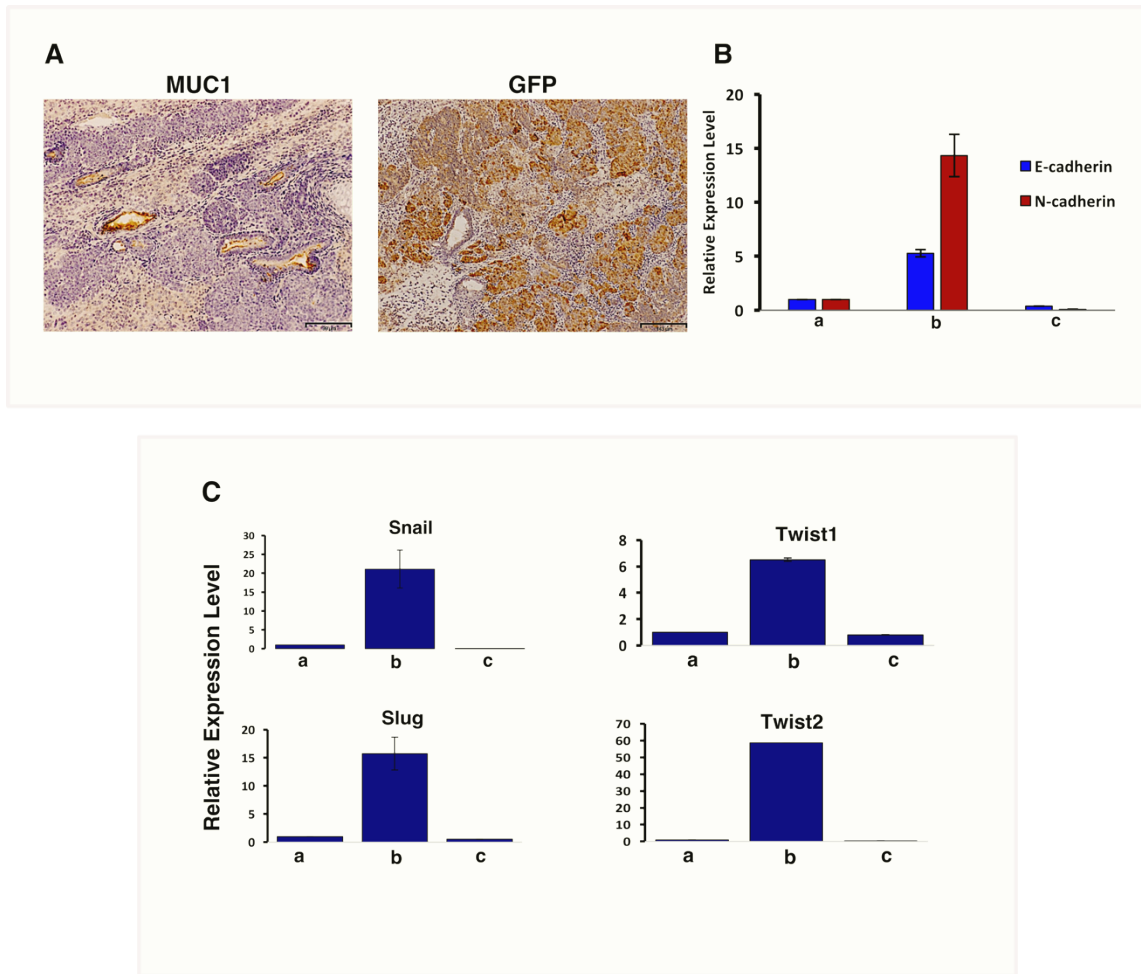 A
MUC1
GFP
B
Relative Expression Level
20
15
10
5
0
E-cadherin
N-cadherin
a b c
C
Relative Expression Level
Snail
30
25
20
15
10
5
0
a b c
Twist1
8
6
4
2
0
a b c
Slug
20
15
10
5
0
a b c
Twist2
70
60
50
40
30
20
10
0
a b c